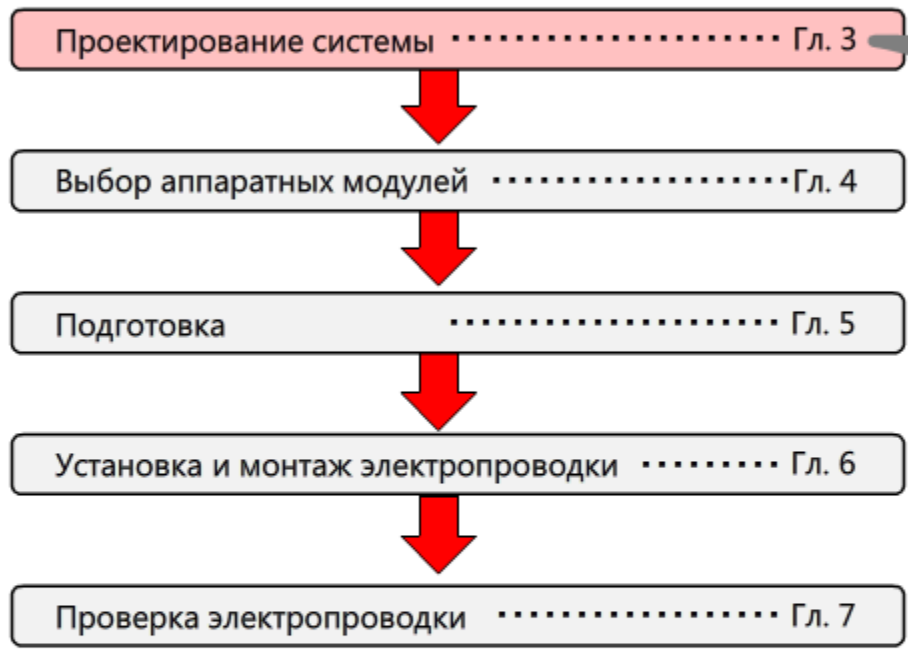 Проектирование системы ····················· Гл. 3
Выбор аппаратных модулей ···················Гл. 4
Подготовка ····················· Гл. 5
Установка и монтаж электропроводки ········· Гл. 6
Проверка электропроводки ·················· Гл. 7